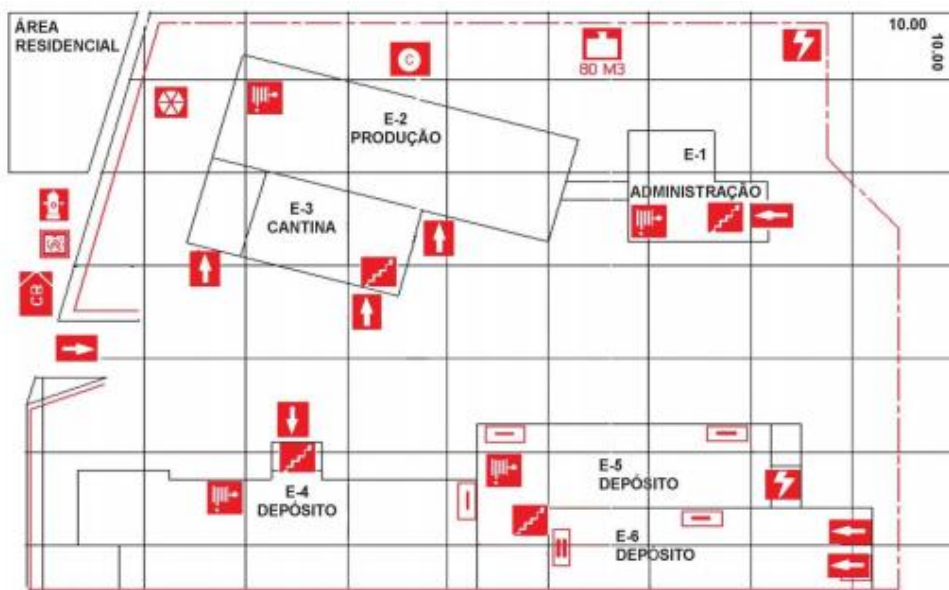 ÁREA
RESIDENCIAL
10.00
10.00
C
80 M3
E-2
PRODUÇÃO
E-1
ADMINISTRAÇÃO
E-3
CANTINA
CB
E-4
DEPÓSITO
E-5
DEPÓSITO
E-6
DEPÓSITO